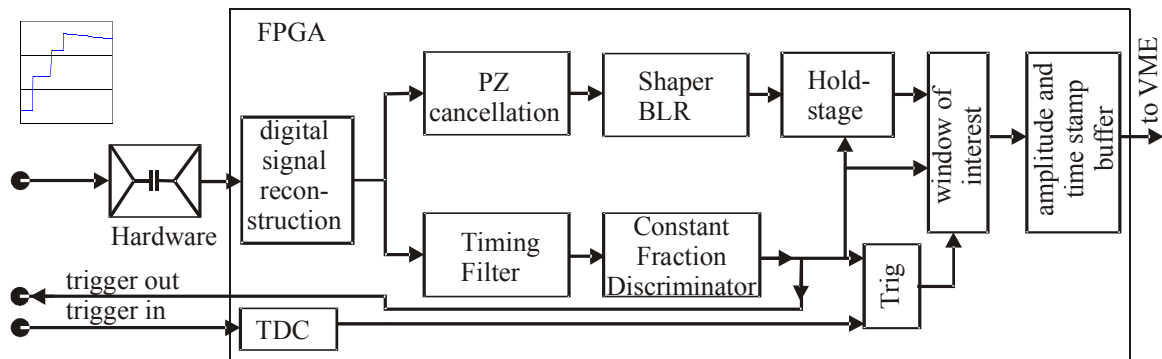 FPGA
PZ
cancellation
Shaper
BLR
Hold-
stage
window of
interest
amplitude and
time stamp
buffer
to VME
digital
signal
recon-
struction
Hardware
Timing
Filter
Constant
Fraction
Discriminator
Trig
trigger out
trigger in
TDC